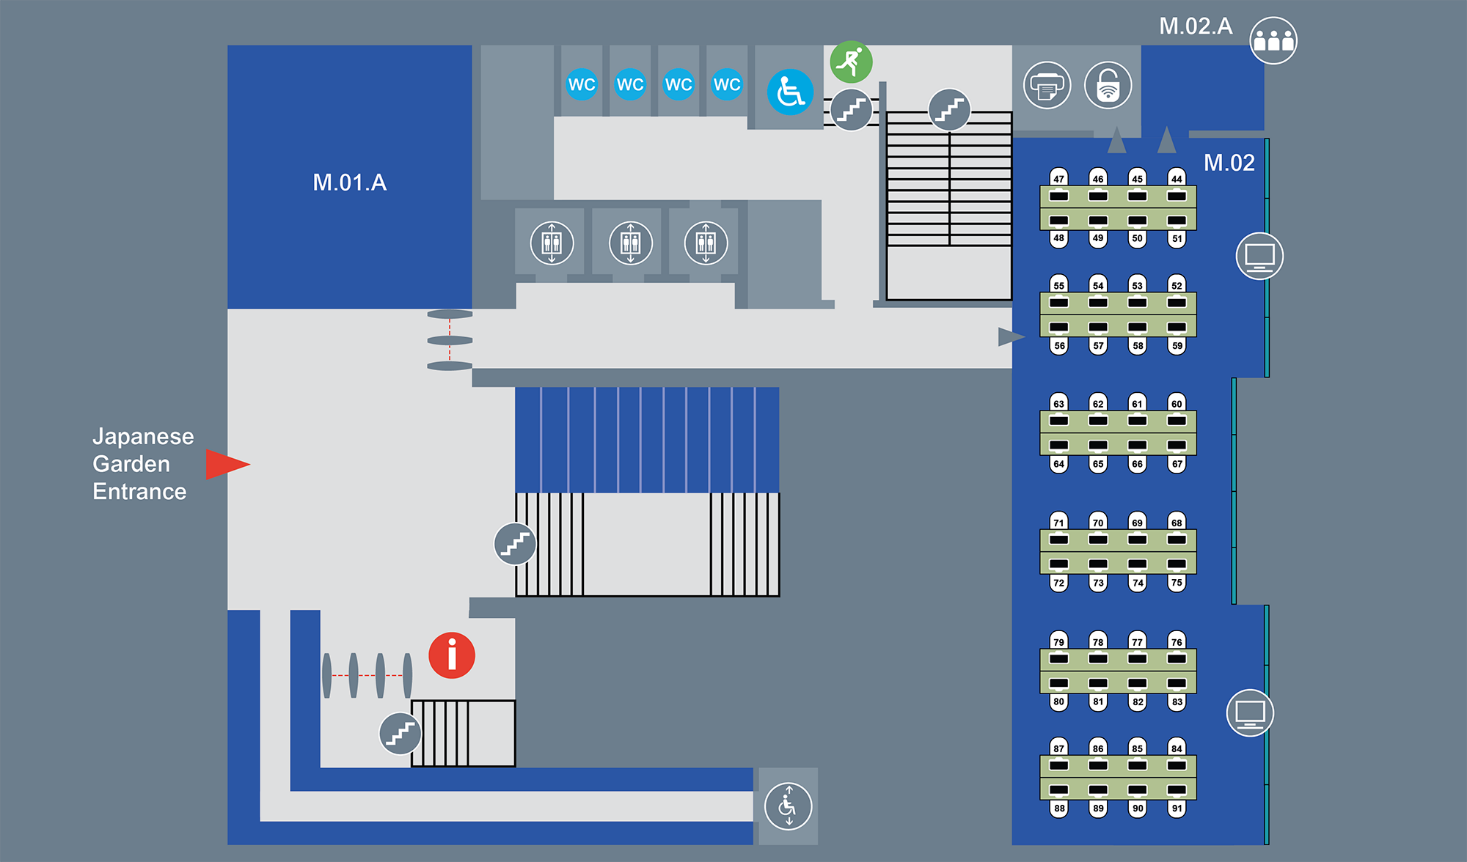 M.02.A
WC WC WC WC
M.01.A
M.02
47 46 45 44
48 49 50 51
55 54 53 52
56 57 58 59
63 62 61 60
Japanese
Garden
Entrance
64 65 66 67
71 70 69 68
72 73 74 75
79 78 77 76
i
80 81 82 83
87 86 85 84
88 89 90 91